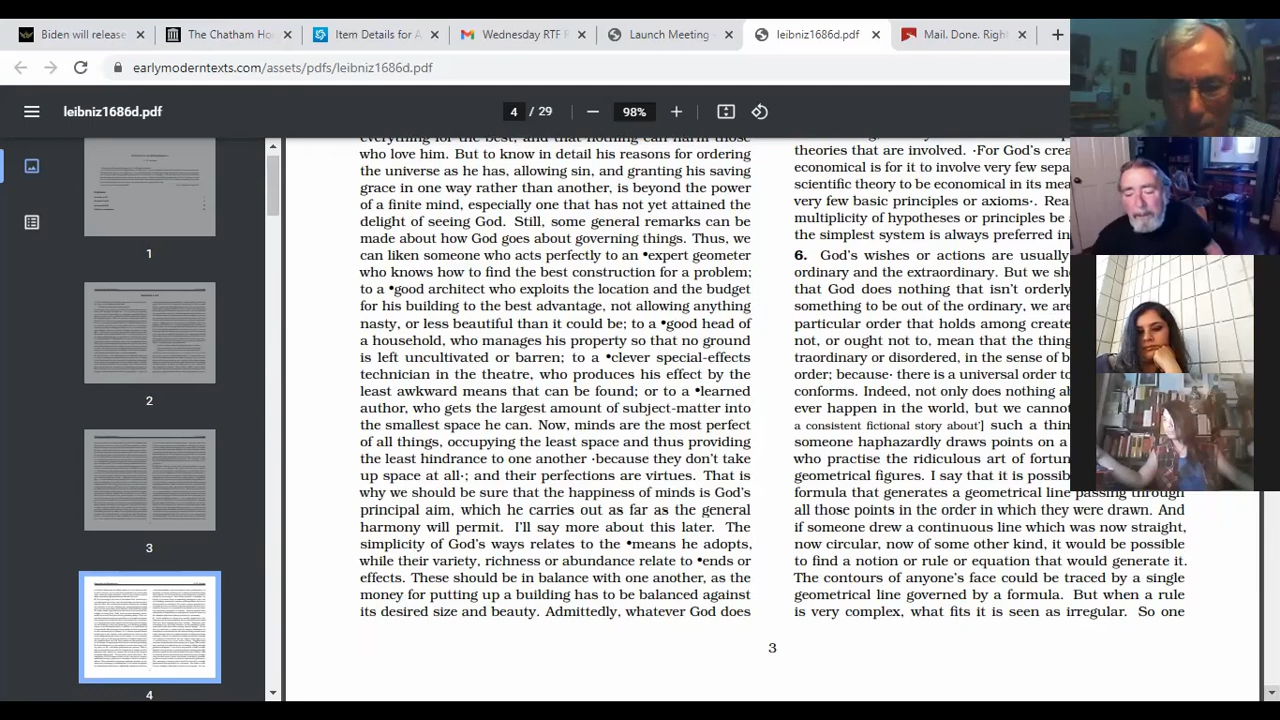 Biden will release
The Chatham Ho
Item Details for A
Wednesday RTF R
Launch Meeting -
leibniz1686d.pdf
Mail. Done. Righ
earlymoderntexts.com/assets/pdfs/leibniz1686d.pdf
leibniz1686d.pdf
4 / 29
98%
1
2
3
4
everything for the best, and that nothing can harm those
who love him. But to know in detail his reasons for ordering
the universe as he has, allowing sin, and granting his saving
grace in one way rather than another, is beyond the power
of a finite mind, especially one that has not yet attained the
delight of seeing God. Still, some general remarks can be
made about how God goes about governing things. Thus, we
can liken someone who acts perfectly to an •expert geometer
who knows how to find the best construction for a problem;
to a •good architect who exploits the location and the budget
for his building to the best advantage, not allowing anything
nasty, or less beautiful than it could be; to a •good head of
a household, who manages his property so that no ground
is left uncultivated or barren; to a •clever special-effects
technician in the theatre, who produces his effect by the
least awkward means that can be found; or to a •learned
author, who gets the largest amount of subject-matter into
the smallest space he can. Now, minds are the most perfect
of all things, occupying the least space and thus providing
the least hindrance to one another ·because they don't take
up space at all·; and their perfections are virtues. That is
why we should be sure that the happiness of minds is God's
principal aim, which he carries out as far as the general
harmony will permit. I'll say more about this later. The
simplicity of God's ways relates to the •means he adopts,
while their variety, richness or abundance relate to •ends or
effects. These should be in balance with one another, as the
money for putting up a building has to be balanced against
its desired size and beauty. Admittedly, whatever God does
theories that are involved. ·For God's crea
economical is for it to involve very few sepa
scientific theory to be economical in its mea
very few basic principles or axioms·. Rea
multiplicity of hypotheses or principles be
the simplest system is always preferred in
6. God's wishes or actions are usually
ordinary and the extraordinary. But we sh
that God does nothing that isn't orderly
something to be out of the ordinary, we are
particular order that holds among create
not, or ought not to, mean that the thing
traordinary or disordered, in the sense of b
order; because· there is a universal order to
conforms. Indeed, not only does nothing ab
ever happen in the world, but we canno
a consistent fictional story about'] such a thin
someone haphazardly draws points on a
who practise the ridiculous art of fortun
geometrical figures. I say that it is possib
formula that generates a geometrical line passing through
all those points in the order in which they were drawn. And
if someone drew a continuous line which was now straight,
now circular, now of some other kind, it would be possible
to find a notion or rule or equation that would generate it.
The contours of anyone's face could be traced by a single
geometrical line governed by a formula. But when a rule
is very complex, what fits it is seen as irregular. So one
3